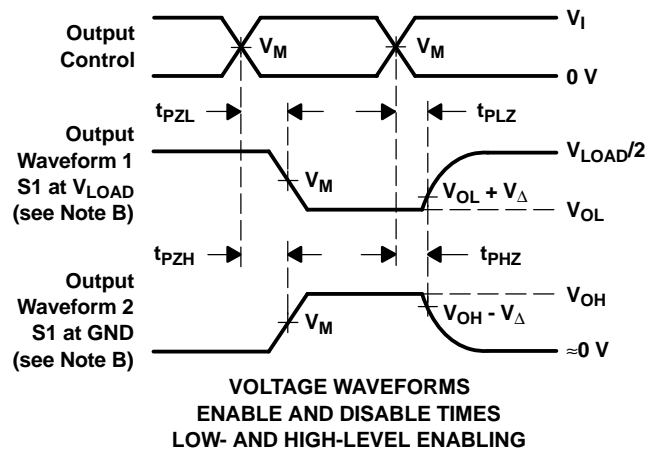 Output
Control
V_M
V_M
V_I
0 V
t_PZL
t_PLZ
Output
Waveform 1
S1 at V_LOAD
(see Note B)
V_M
V_LOAD/2
V_OL + V_Δ
V_OL
t_PZH
t_PHZ
Output
Waveform 2
S1 at GND
(see Note B)
V_M
V_OH
V_OH - V_Δ
≈0 V
VOLTAGE WAVEFORMS
ENABLE AND DISABLE TIMES
LOW- AND HIGH-LEVEL ENABLING